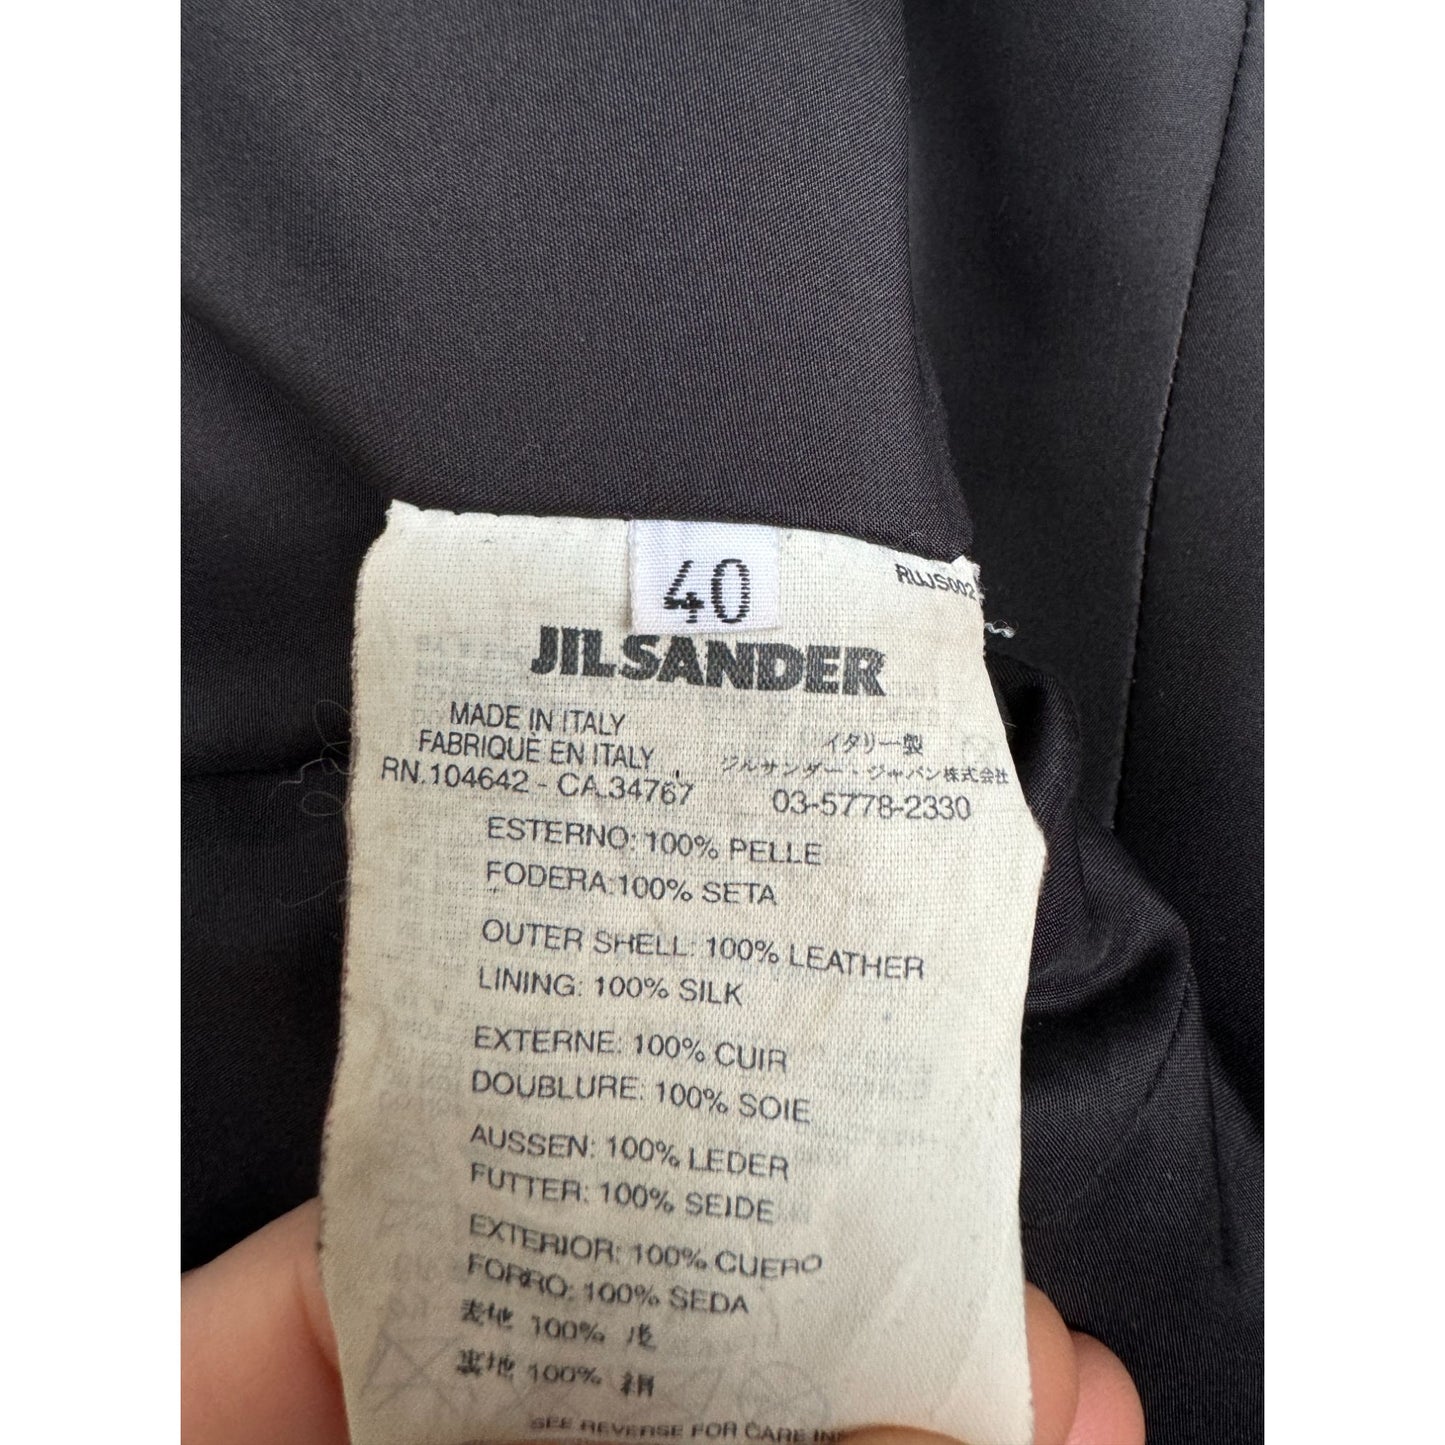 40
RUJS002
JILSANDER
MADE IN ITALY
FABRIQUÉ EN ITALY
RN.104642 - CA.34767
イタリー製
ジルサンダー・ジャパン株式会社
03-5778-2330
ESTERNO: 100% PELLE
FODERA:100% SETA
OUTER SHELL: 100% LEATHER
LINING: 100% SILK
EXTERNE: 100% CUIR
DOUBLURE: 100% SOIE
AUSSEN: 100% LEDER
FUTTER: 100% SEIDE
EXTERIOR: 100% CUERO
FORRO: 100% SEDA
表地 100% 皮
裏地 100% 絹
SEE REVERSE FOR CARE